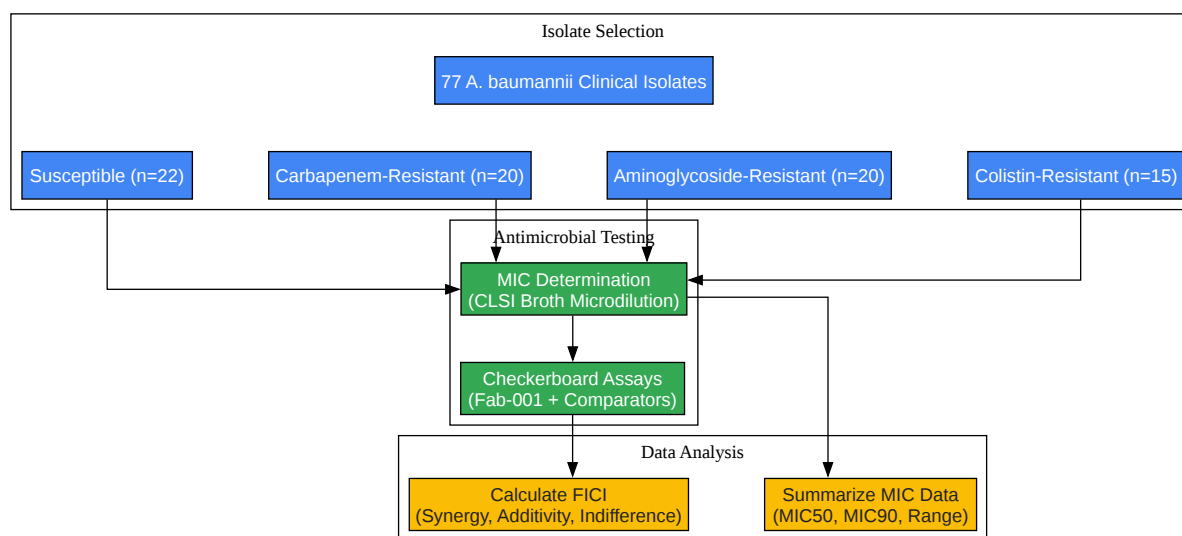 Isolate Selection
77 A. baumannii Clinical Isolates
Susceptible (n=22)
Carbapenem-Resistant (n=20)
Aminoglycoside-Resistant (n=20)
Colistin-Resistant (n=15)
Antimicrobial Testing
MIC Determination
(CLSI Broth Microdilution)
Checkerboard Assays
(Fab-001 + Comparators)
Data Analysis
Calculate FICI
(Synergy, Additivity, Indifference)
Summarize MIC Data
(MIC50, MIC90, Range)